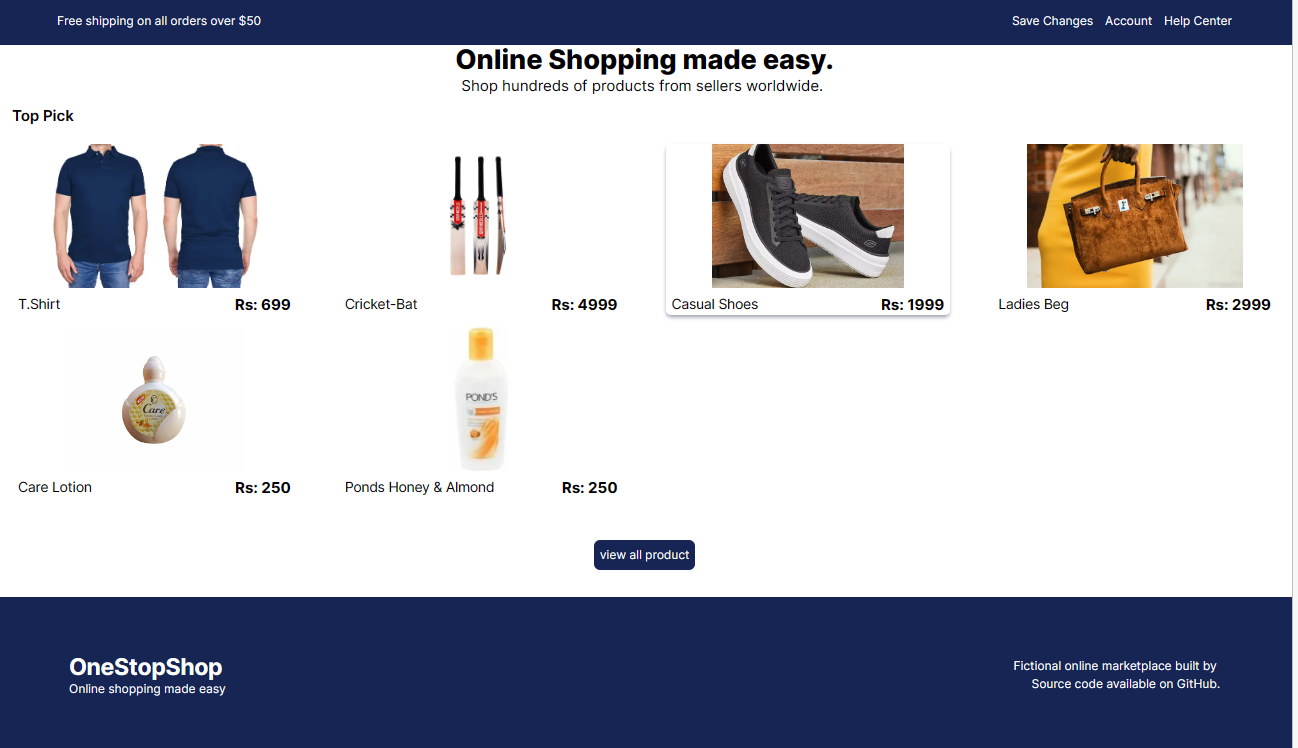 Free shipping on all orders over $50
Save Changes Account Help Center
Online Shopping made easy.
Shop hundreds of products from sellers worldwide.
Top Pick
T.Shirt Rs: 699
Cricket-Bat Rs: 4999
Casual Shoes Rs: 1999
Ladies Beg Rs: 2999
Care
POND'S
Care Lotion Rs: 250
Ponds Honey & Almond Rs: 250
view all product
OneStopShop
Online shopping made easy
Fictional online marketplace built by
Source code available on GitHub.